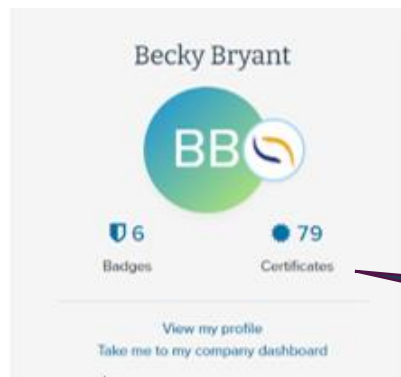 Becky Bryant
BB
6 79
Badges Certificates
View my profile
Take me to my company dashboard